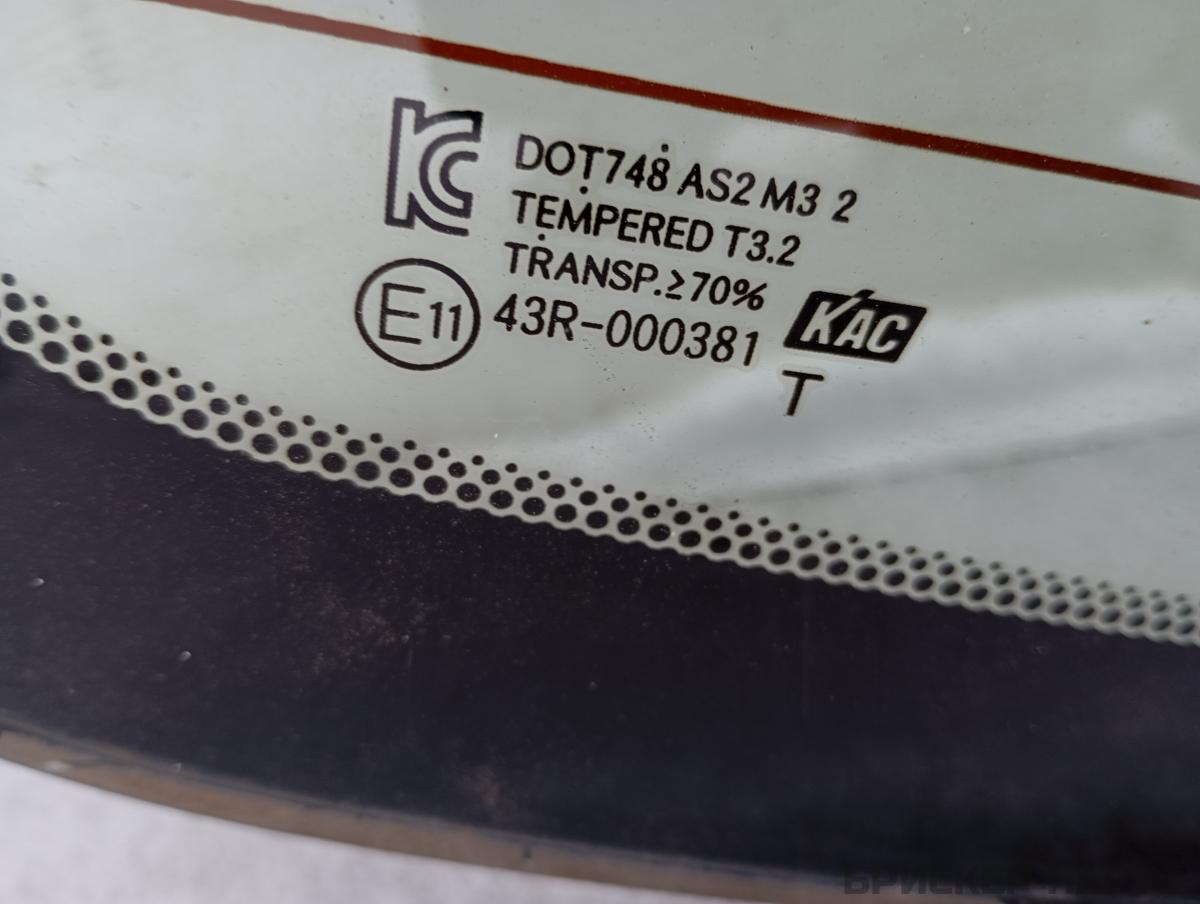 KC
DOT748 AS2 M3 2
TEMPERED T3.2
TRANSP.≥70%
E11 43R-000381
KAC
T